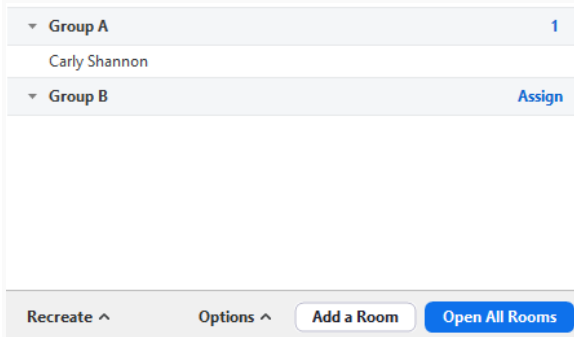 Group A 1
Carly Shannon
Group B Assign
Recreate Options Add a Room Open All Rooms